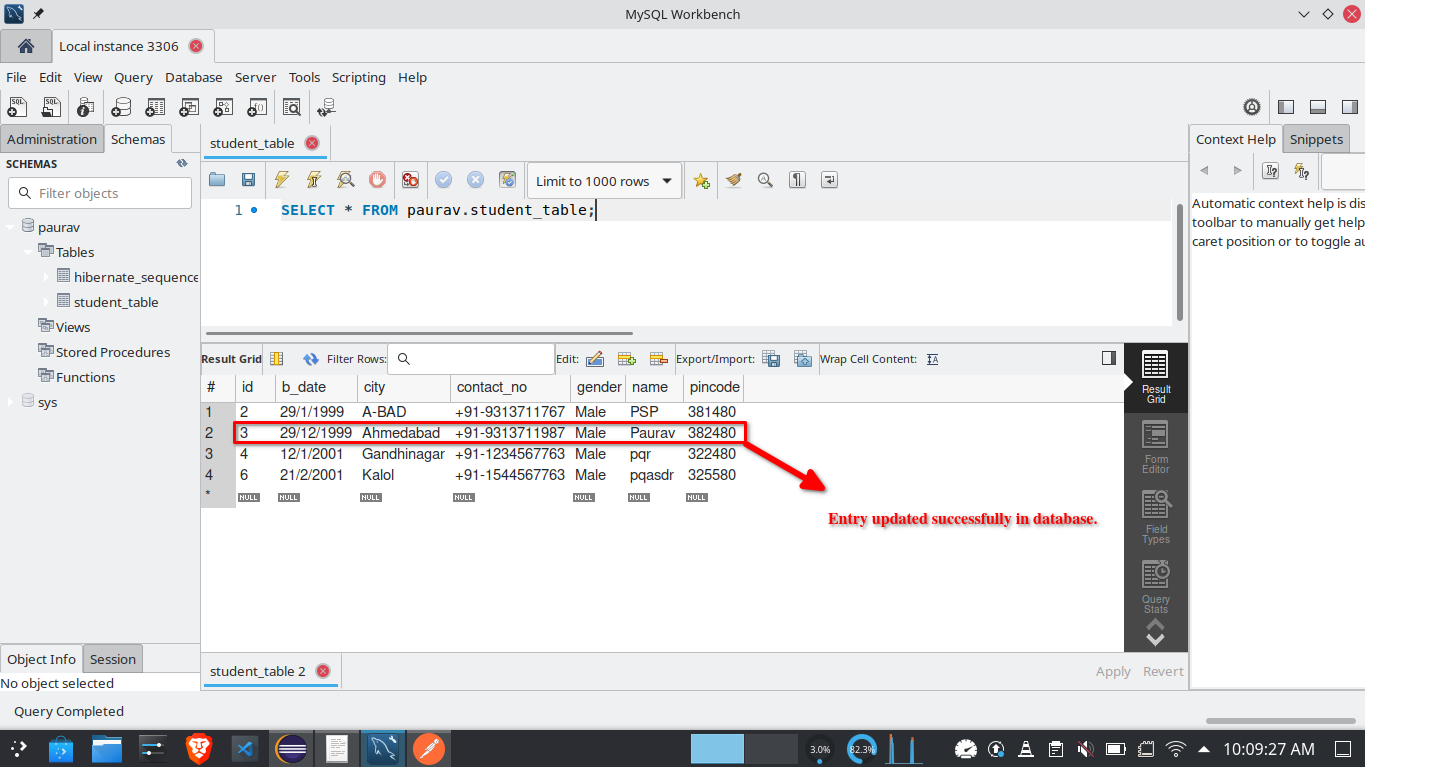 MySQL Workbench
Local instance 3306
File Edit View Query Database Server Tools Scripting Help
Administration Schemas
SCHEMAS
Filter objects
paurav
Tables
hibernate_sequence
student_table
Views
Stored Procedures
Functions
sys
student_table
Limit to 1000 rows
1 SELECT * FROM paurav.student_table;
Context Help Snippets
Automatic context help is dis
toolbar to manually get help
caret position or to toggle au
Result Grid Filter Rows: Edit: Export/Import: Wrap Cell Content:
# id b_date city contact_no gender name pincode
1 2 29/1/1999 A-BAD +91-9313711767 Male PSP 381480
2 3 29/12/1999 Ahmedabad +91-9313711987 Male Paurav 382480
3 4 12/1/2001 Gandhinagar +91-1234567763 Male pqr 322480
4 6 21/2/2001 Kalol +91-1544567763 Male pqasdr 325580
* NULL NULL NULL NULL NULL NULL NULL
Entry updated successfully in database.
Result
Grid
Form
Editor
Field
Types
Query
Stats
Object Info Session
No object selected
student_table 2
Apply Revert
Query Completed
3.0% 82.3% 10:09:27 AM